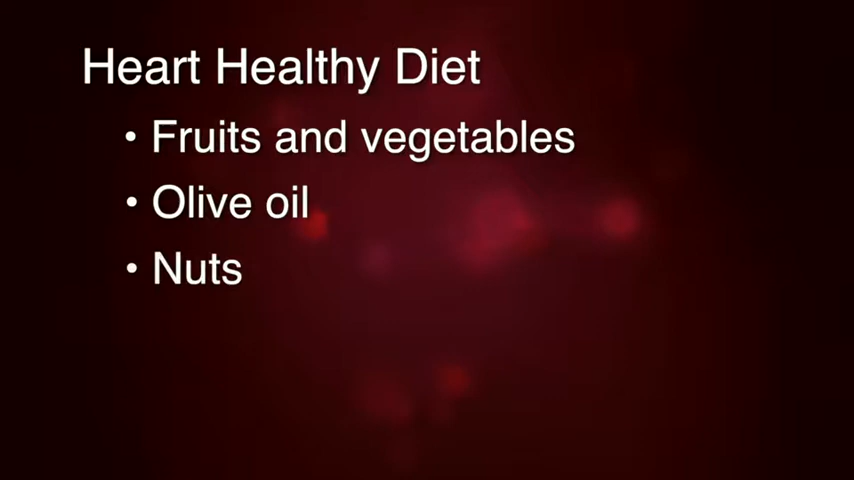 Heart Healthy Diet
• Fruits and vegetables
• Olive oil
• Nuts